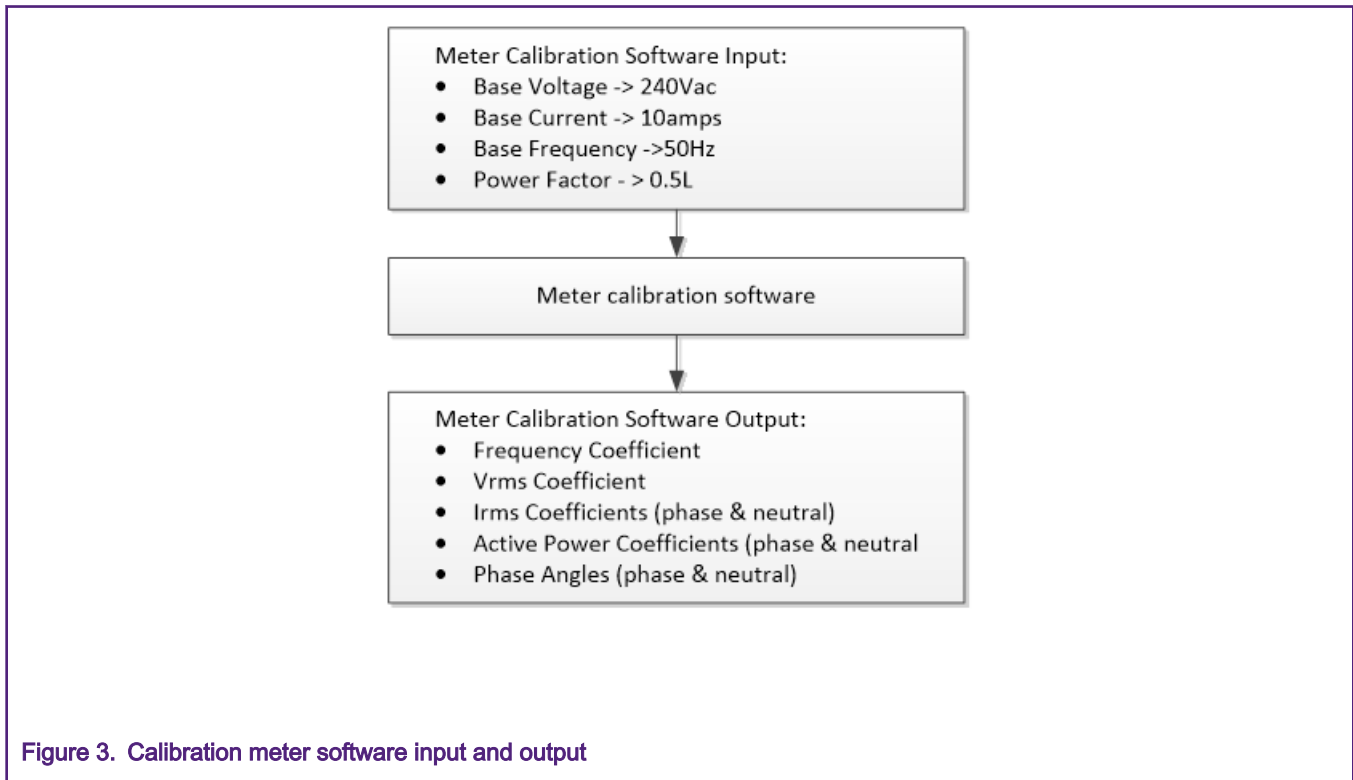 Meter Calibration Software Input:
• Base Voltage -> 240Vac
• Base Current -> 10amps
• Base Frequency ->50Hz
• Power Factor - > 0.5L
Meter calibration software
Meter Calibration Software Output:
• Frequency Coefficient
• Vrms Coefficient
• Irms Coefficients (phase & neutral)
• Active Power Coefficients (phase & neutral
• Phase Angles (phase & neutral)
Figure 3. Calibration meter software input and output